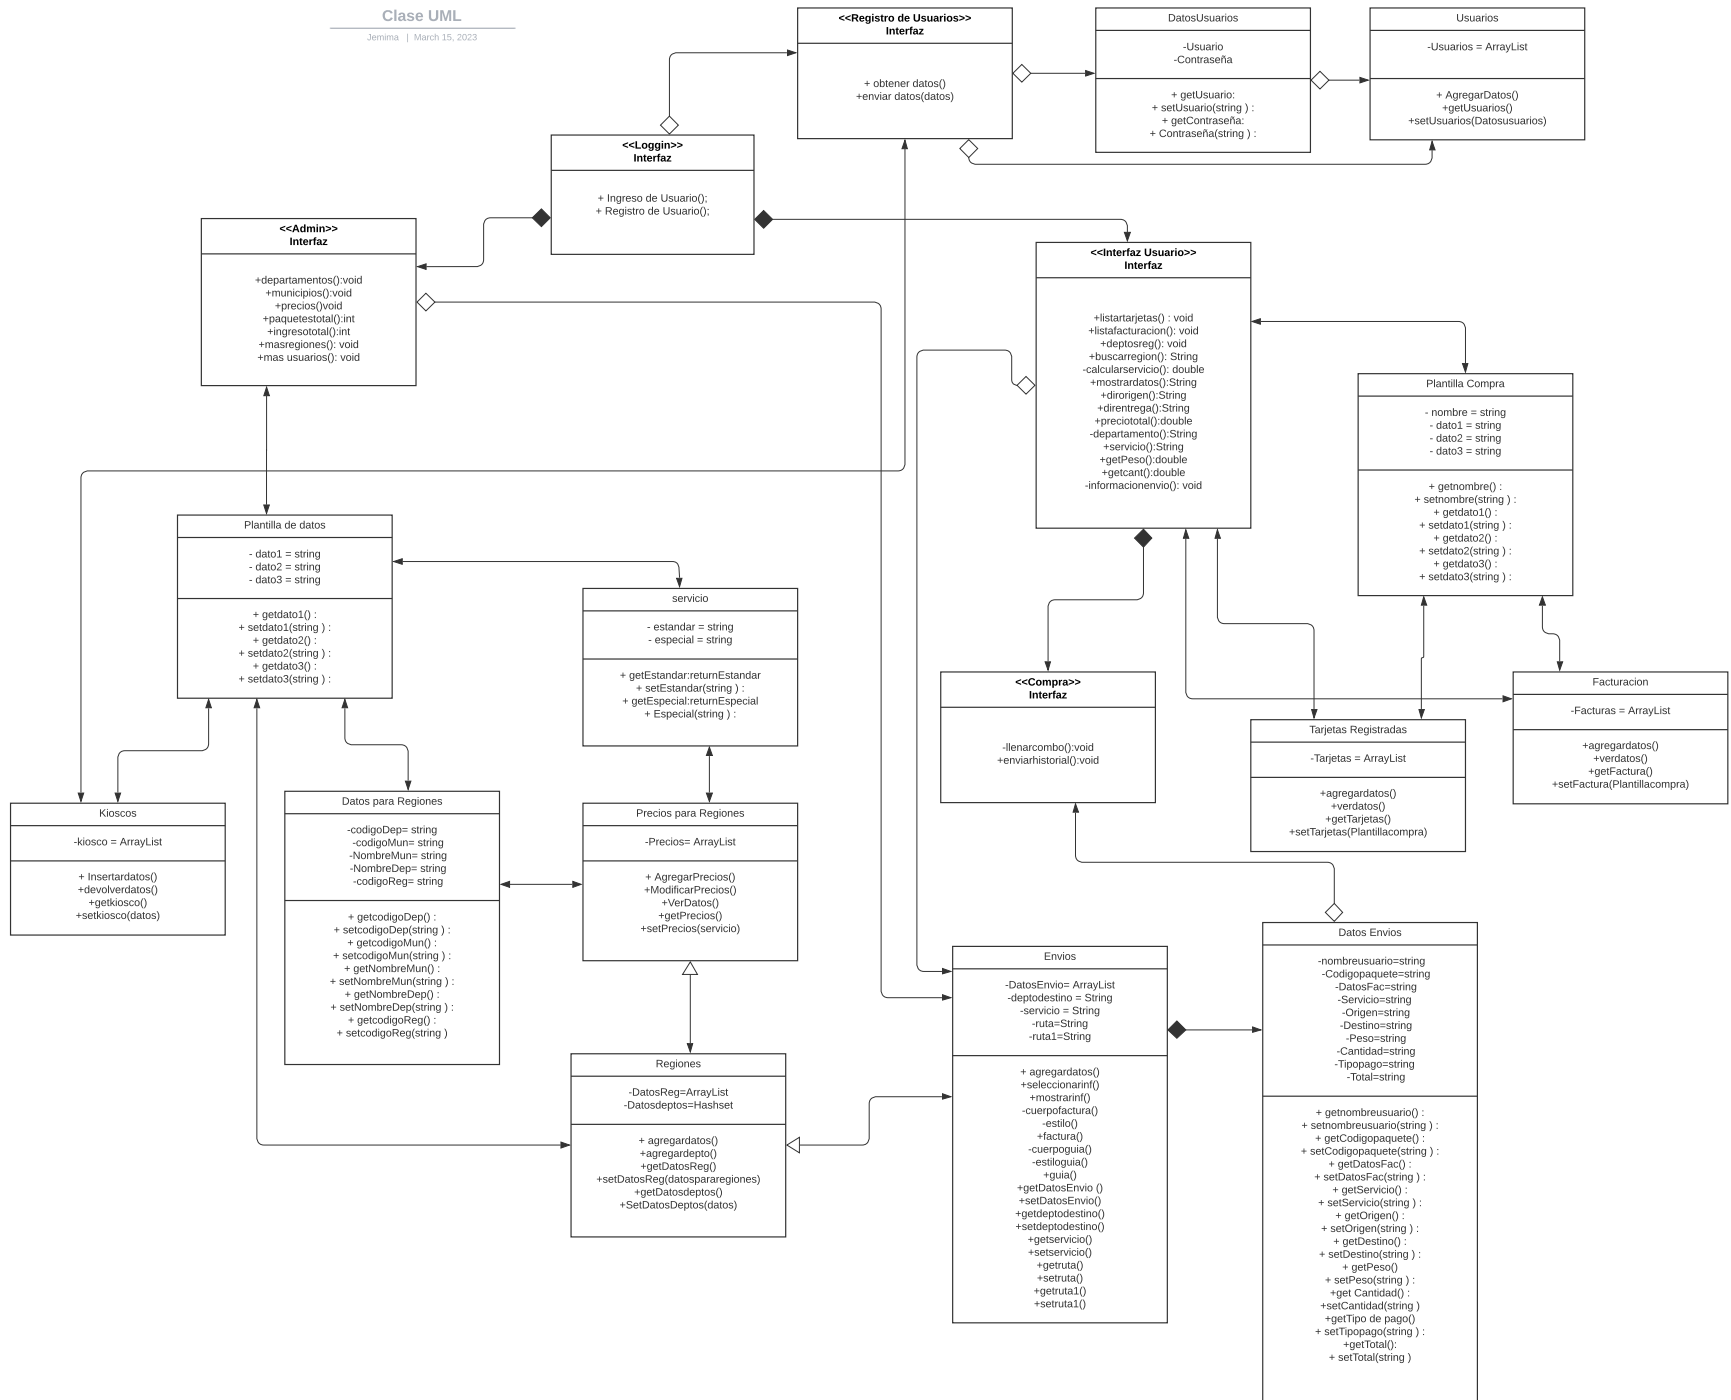 Clase UML
Jemima | March 15, 2023
<<Registro de Usuarios>>
Interfaz
+ obtener datos()
+enviar datos(datos)
DatosUsuarios
-Usuario
-Contraseña
+ getUsuario:
+ setUsuario(string ) :
+ getContraseña:
+ Contraseña(string ) :
Usuarios
-Usuarios = ArrayList
+ AgregarDatos()
+getUsuarios()
+setUsuarios(Datosusuarios)
<<Loggin>>
Interfaz
+ Ingreso de Usuario();
+ Registro de Usuario();
<<Admin>>
Interfaz
+departamentos():void
+municipios():void
+precios()void
+paquetestotal():int
+ingresototal():int
+masregiones(): void
+mas usuarios(): void
<<Interfaz Usuario>>
Interfaz
+listartarjetas() : void
+listafacturacion(): void
+deptosreg(): void
+buscarregion(): String
-calcularservicio(): double
+mostrardatos():String
+dirorigen():String
+direntrega():String
+preciototal():double
-departamento():String
+servicio():String
+getPeso():double
+getcant():double
-informacionenvio(): void
Plantilla Compra
- nombre = string
- dato1 = string
- dato2 = string
- dato3 = string
+ getnombre() :
+ setnombre(string ) :
+ getdato1() :
+ setdato1(string ) :
+ getdato2() :
+ setdato2(string ) :
+ getdato3() :
+ setdato3(string ) :
Plantilla de datos
- dato1 = string
- dato2 = string
- dato3 = string
+ getdato1() :
+ setdato1(string ) :
+ getdato2() :
+ setdato2(string ) :
+ getdato3() :
+ setdato3(string ) :
servicio
- estandar = string
- especial = string
+ getEstandar:returnEstandar
+ setEstandar(string ) :
+ getEspecial:returnEspecial
+ Especial(string ) :
<<Compra>>
Interfaz
-llenarcombo():void
+enviarhistorial():void
Tarjetas Registradas
-Tarjetas = ArrayList
+agregardatos()
+verdatos()
+getTarjetas()
+setTarjetas(Plantillacompra)
Facturacion
-Facturas = ArrayList
+agregardatos()
+verdatos()
+getFactura()
+setFactura(Plantillacompra)
Kioscos
-kiosco = ArrayList
+ Insertardatos()
+devolverdatos()
+getkiosco()
+setkiosco(datos)
Datos para Regiones
-codigoDep= string
-codigoMun= string
-NombreMun= string
-NombreDep= string
-codigoReg= string
+ getcodigoDep() :
+ setcodigoDep(string ) :
+ getcodigoMun() :
+ setcodigoMun(string ) :
+ getNombreMun() :
+ setNombreMun(string ) :
+ getNombreDep() :
+ setNombreDep(string ) :
+ getcodigoReg() :
+ setcodigoReg(string )
Precios para Regiones
-Precios= ArrayList
+ AgregarPrecios()
+ModificarPrecios()
+VerDatos()
+getPrecios()
+setPrecios(servicio)
Regiones
-DatosReg=ArrayList
-Datosdeptos=Hashset
+ agregardatos()
+agregardepto()
+getDatosReg()
+setDatosReg(datospararegiones)
+getDatosdeptos()
+SetDatosDeptos(datos)
Envios
-DatosEnvio= ArrayList
-deptodestino = String
-servicio = String
-ruta=String
-ruta1=String
+ agregardatos()
+seleccionarinf()
+mostrarinf()
-cuerpofactura()
-estilo()
+factura()
-cuerpoguia()
-estiloguia()
+guia()
+getDatosEnvio ()
+setDatosEnvio()
+getdeptodestino()
+setdeptodestino()
+getservicio()
+setservicio()
+getruta()
+setruta()
+getruta1()
+setruta1()
Datos Envios
-nombreusuario=string
-Codigopaquete=string
-DatosFac=string
-Servicio=string
-Origen=string
-Destino=string
-Peso=string
-Cantidad=string
-Tipopago=string
-Total=string
+ getnombreusuario() :
+ setnombreusuario(string ) :
+ getCodigopaquete() :
+ setCodigopaquete(string ) :
+ getDatosFac() :
+ setDatosFac(string ) :
+ getServicio() :
+ setServicio(string ) :
+ getOrigen() :
+ setOrigen(string ) :
+ getDestino() :
+ setDestino(string ) :
+ getPeso()
+ setPeso(string ) :
+get Cantidad() :
+setCantidad(string )
+getTipo de pago()
+ setTipopago(string ) :
+getTotal():
+ setTotal(string )